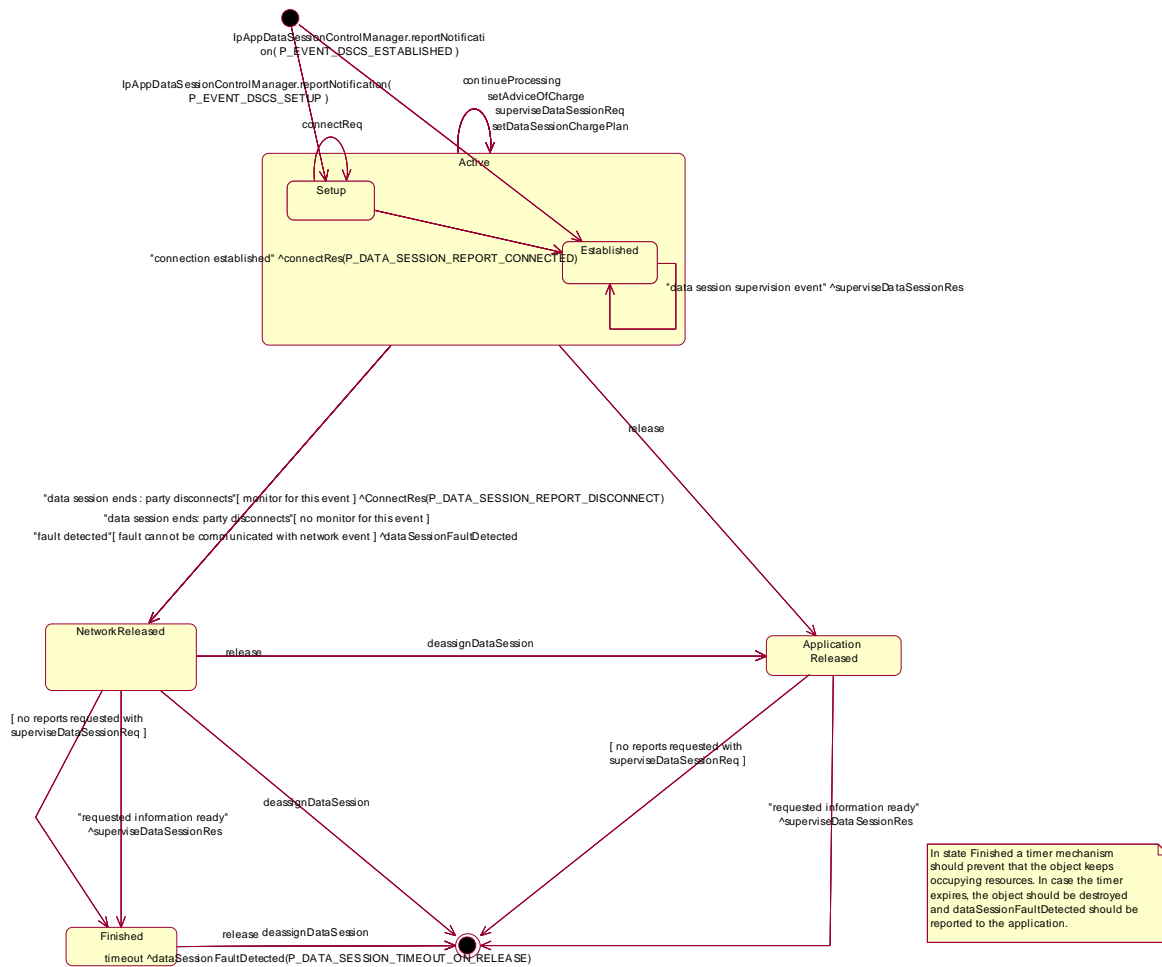 IpAppDataSessionControlManager.reportNotificati
on( P_EVENT_DSCS_ESTABLISHED )
IpAppDataSessionControlManager.reportNotification(
P_EVENT_DSCS_SETUP )
continueProcessing
setAdviceOfCharge
superviseDataSessionReq
setDataSessionChargePlan
connectReq
Active
Setup
Established
"connection established" ^connectRes(P_DATA_SESSION_REPORT_CONNECTED)
"data session supervision event" ^superviseDataSessionRes
release
"data session ends : party disconnects"[ monitor for this event ] ^ConnectRes(P_DATA_SESSION_REPORT_DISCONNECT)
"data session ends: party disconnects"[ no monitor for this event ]
"fault detected"[ fault cannot be communicated with network event ] ^dataSessionFaultDetected
NetworkReleased
release
deassignDataSession
Application
Released
[ no reports requested with
superviseDataSessionReq ]
[ no reports requested with
superviseDataSessionReq ]
deassignDataSession
"requested information ready"
^superviseDataSessionRes
"requested information ready"
^superviseDataSessionRes
In state Finished a timer mechanism
should prevent that the object keeps
occupying resources. In case the timer
expires, the object should be destroyed
and dataSessionFaultDetected should be
reported to the application.
Finished
release
deassignDataSession
timeout ^dataSessionFaultDetected(P_DATA_SESSION_TIMEOUT_ON_RELEASE)